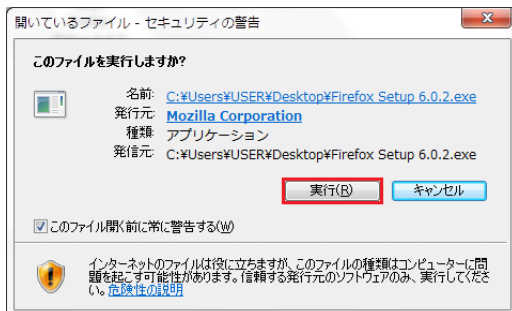 開いているファイル - セキュリティの警告
このファイルを実行しますか?
名前: C:¥Users¥USER¥Desktop¥Firefox Setup 6.0.2.exe
発行元: Mozilla Corporation
種類: アプリケーション
発信元: C:¥Users¥USER¥Desktop¥Firefox Setup 6.0.2.exe
実行(R) キャンセル
このファイル開く前に常に警告する(W)
インターネットのファイルは役に立ちますが、このファイルの種類はコンピューターに問
題を起こす可能性があります。信頼する発行元のソフトウェアのみ、実行してくださ
い。危険性の説明